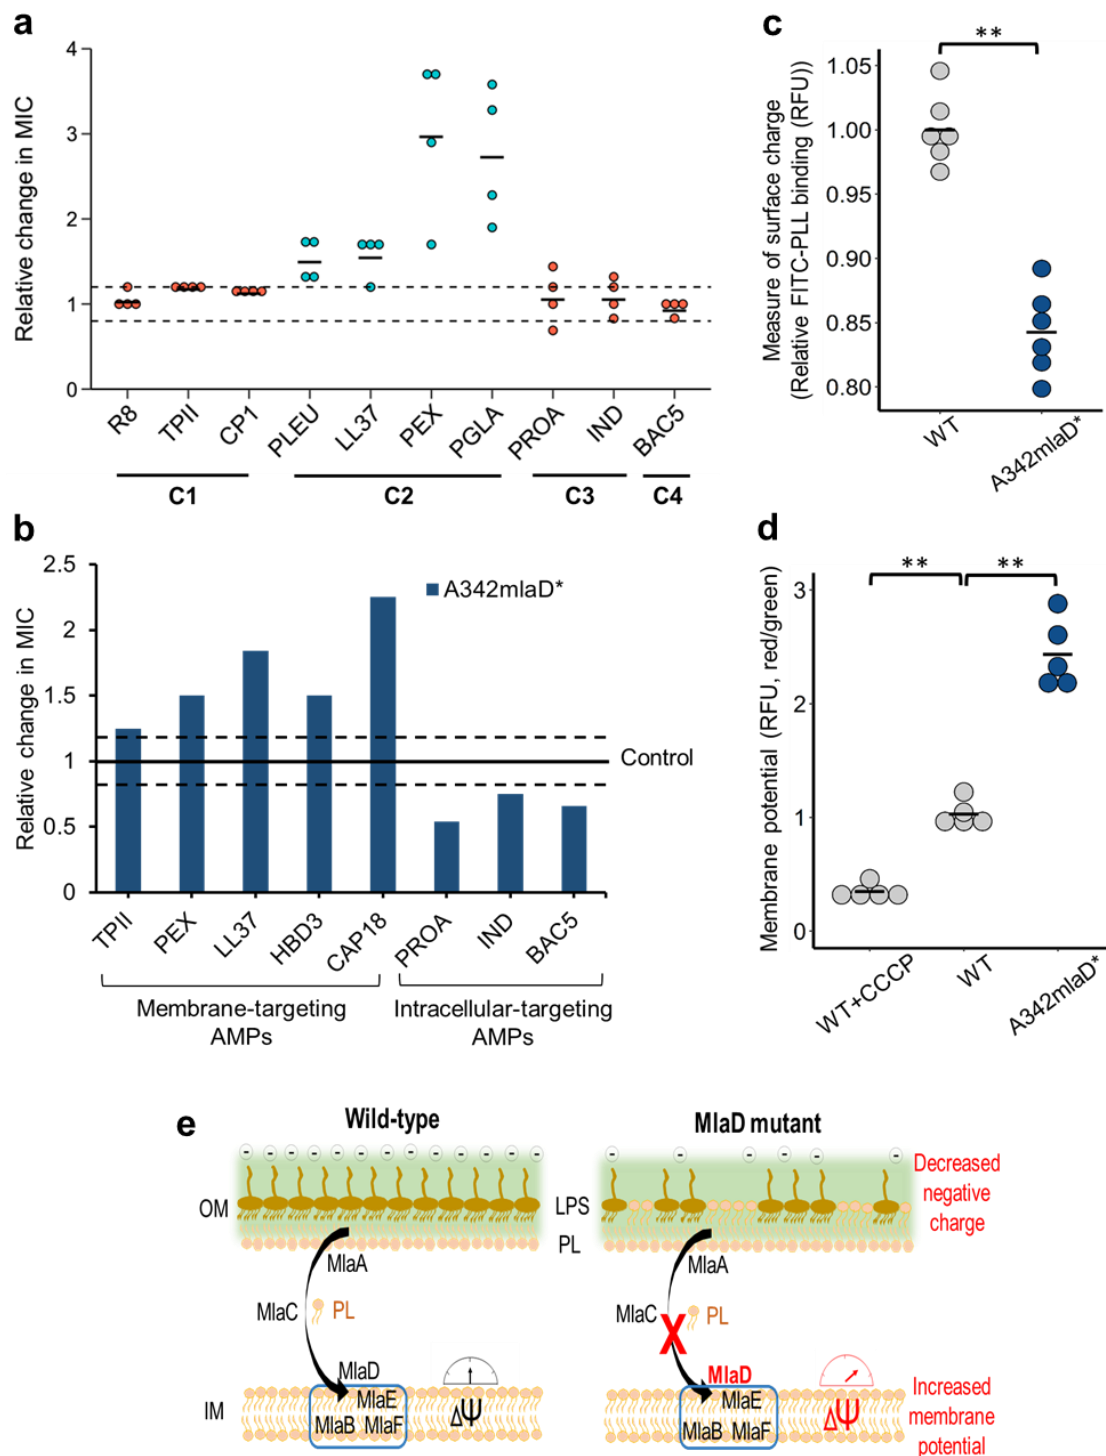 a
Relative change in MIC
4
3
2
1
0
R8
TPII
CP1
PLEU
LL37
PEX
PGLA
PROA
IND
BAC5
C1
C2
C3
C4
b
Relative change in MIC
2.5
2
1.5
1
0.5
0
A342mlaD*
Control
TPII
PEX
LL37
HBD3
CAP18
PROA
IND
BAC5
Membrane-targeting
AMPs
Intracellular-targeting
AMPs
c
Measure of surface charge
(Relative FITC-PLL binding (RFU))
**
1.05
1.00
0.95
0.90
0.85
0.80
WT
A342mlaD*
d
Membrane potential (RFU, red/green)
** **
3
2
1
0
WT+CCCP
WT
A342mlaD*
e
Wild-type
- - - - - - - - - - - -
OM
MlaA
MlaC
PL
MlaD
MlaE
MlaB MlaF
IM
ΔΨ
MlaD mutant
- - - - - -
Decreased
negative
charge
LPS
PL
MlaA
MlaC
X
PL
MlaD
MlaE
MlaB MlaF
ΔΨ
Increased
membrane
potential